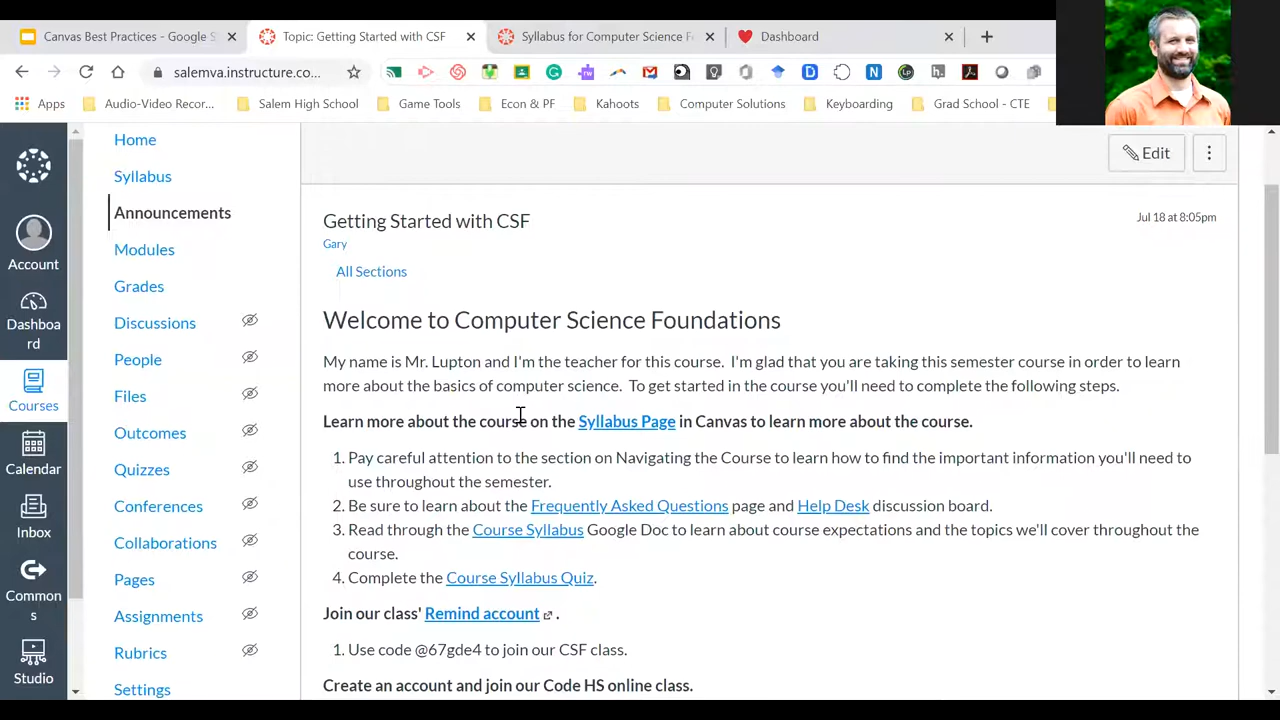 Canvas Best Practices - Google S
Topic: Getting Started with CSF
Syllabus for Computer Science F
Dashboard
salemva.instructure.co...
Apps
Audio-Video Recor...
Salem High School
Game Tools
Econ & PF
Kahoots
Computer Solutions
Keyboarding
Grad School - CTE
Account
Dashboa
rd
Courses
Calendar
Inbox
Common
s
Studio
Home
Syllabus
Announcements
Modules
Grades
Discussions
People
Files
Outcomes
Quizzes
Conferences
Collaborations
Pages
Assignments
Rubrics
Settings
Edit
Getting Started with CSF
Jul 18 at 8:05pm
Gary
All Sections
Welcome to Computer Science Foundations
My name is Mr. Lupton and I'm the teacher for this course. I'm glad that you are taking this semester course in order to learn
more about the basics of computer science. To get started in the course you'll need to complete the following steps.
Learn more about the course on the Syllabus Page in Canvas to learn more about the course.
1. Pay careful attention to the section on Navigating the Course to learn how to find the important information you'll need to
use throughout the semester.
2. Be sure to learn about the Frequently Asked Questions page and Help Desk discussion board.
3. Read through the Course Syllabus Google Doc to learn about course expectations and the topics we'll cover throughout the
course.
4. Complete the Course Syllabus Quiz.
Join our class' Remind account .
1. Use code @67gde4 to join our CSF class.
Create an account and join our Code HS online class.